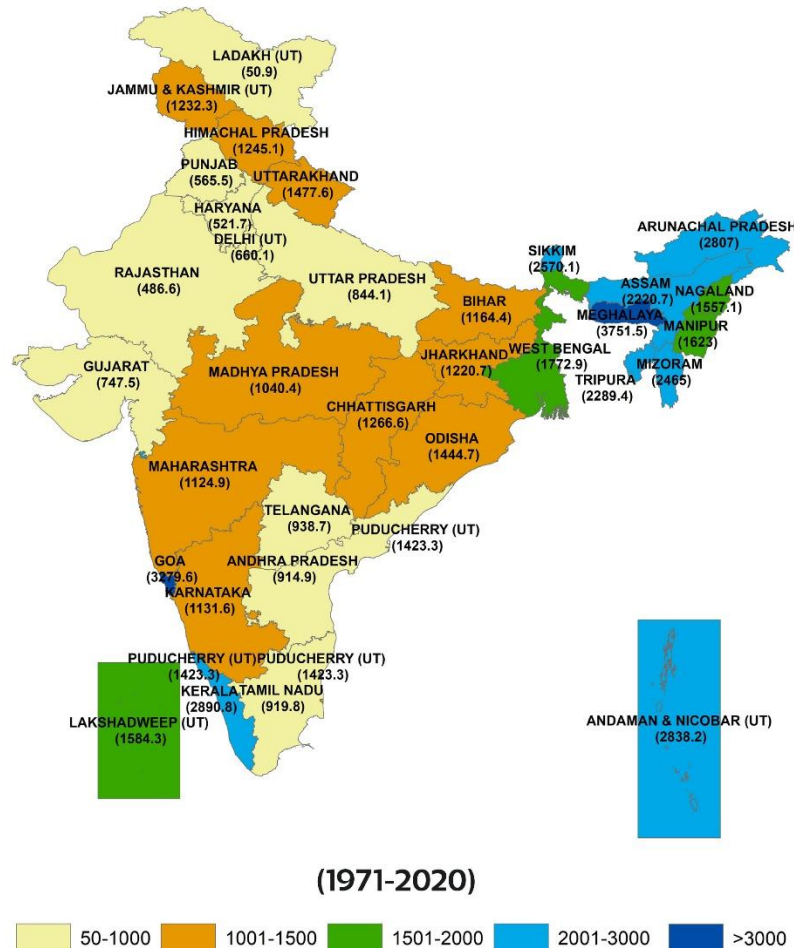 LADAKH (UT)
(50.9)
JAMMU & KASHMIR (UT)
(1232.3)
HIMACHAL PRADESH
(1245.1)
PUNJAB
(565.5)
UTTARAKHAND
(1477.6)
HARYANA
(521.7)
DELHI (UT)
(660.1)
RAJASTHAN
(486.6)
UTTAR PRADESH
(844.1)
SIKKIM
(2570.1)
ARUNACHAL PRADESH
(2807)
ASSAM
(2220.7)
NAGALAND
(1557.1)
BIHAR
(1164.4)
MEGHALAYA
(3751.5)
MANIPUR
(1623)
GUJARAT
(747.5)
MADHYA PRADESH
(1040.4)
JHARKHAND
(1220.7)
WEST BENGAL
(1772.9)
TRIPURA
(2289.4)
MIZORAM
(2465)
CHHATTISGARH
(1266.6)
ODISHA
(1444.7)
MAHARASHTRA
(1124.9)
TELANGANA
(938.7)
PUDUCHERRY (UT)
(1423.3)
GOA
(3279.6)
ANDHRA PRADESH
(914.9)
KARNATAKA
(1131.6)
PUDUCHERRY (UT)
(1423.3)
PUDUCHERRY (UT)
(1423.3)
KERALA
(2890.8)
TAMIL NADU
(919.8)
LAKSHADWEEP (UT)
(1584.3)
ANDAMAN & NICOBAR (UT)
(2838.2)
(1971-2020)
50-1000
1001-1500
1501-2000
2001-3000
>3000